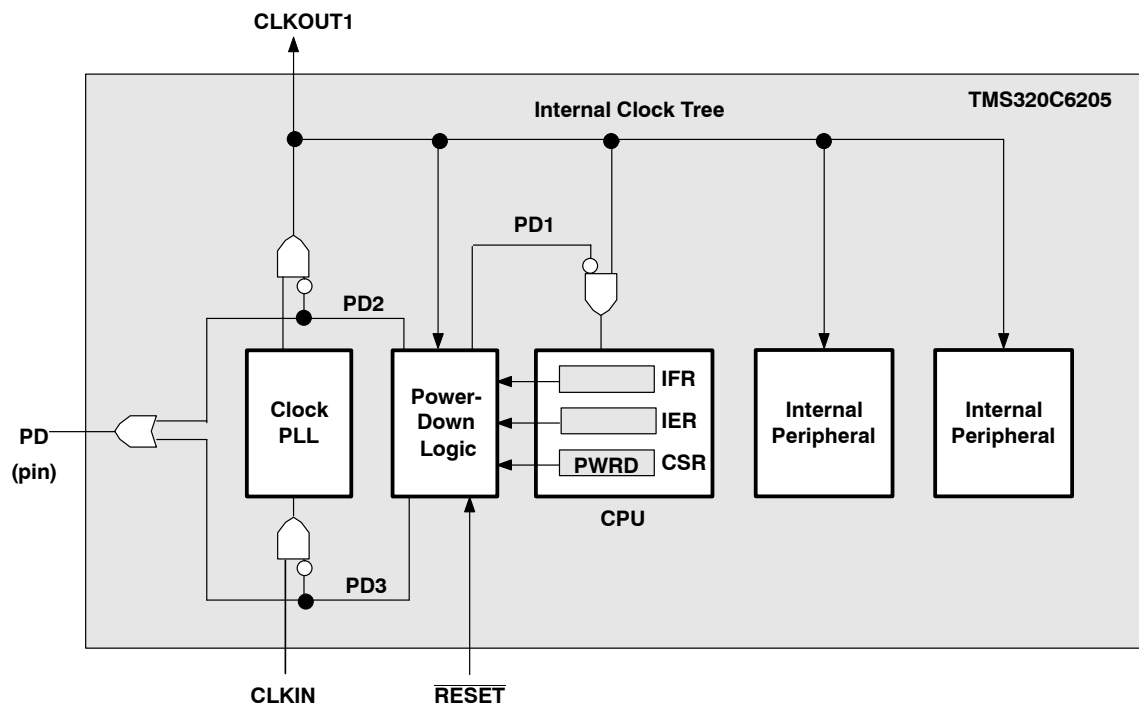 CLKOUT1
TMS320C6205
Internal Clock Tree
PD1
PD2
Clock
PLL
Power-
Down
Logic
IFR
IER
PWRD CSR
CPU
Internal
Peripheral
Internal
Peripheral
PD
(pin)
PD3
CLKIN
RESET